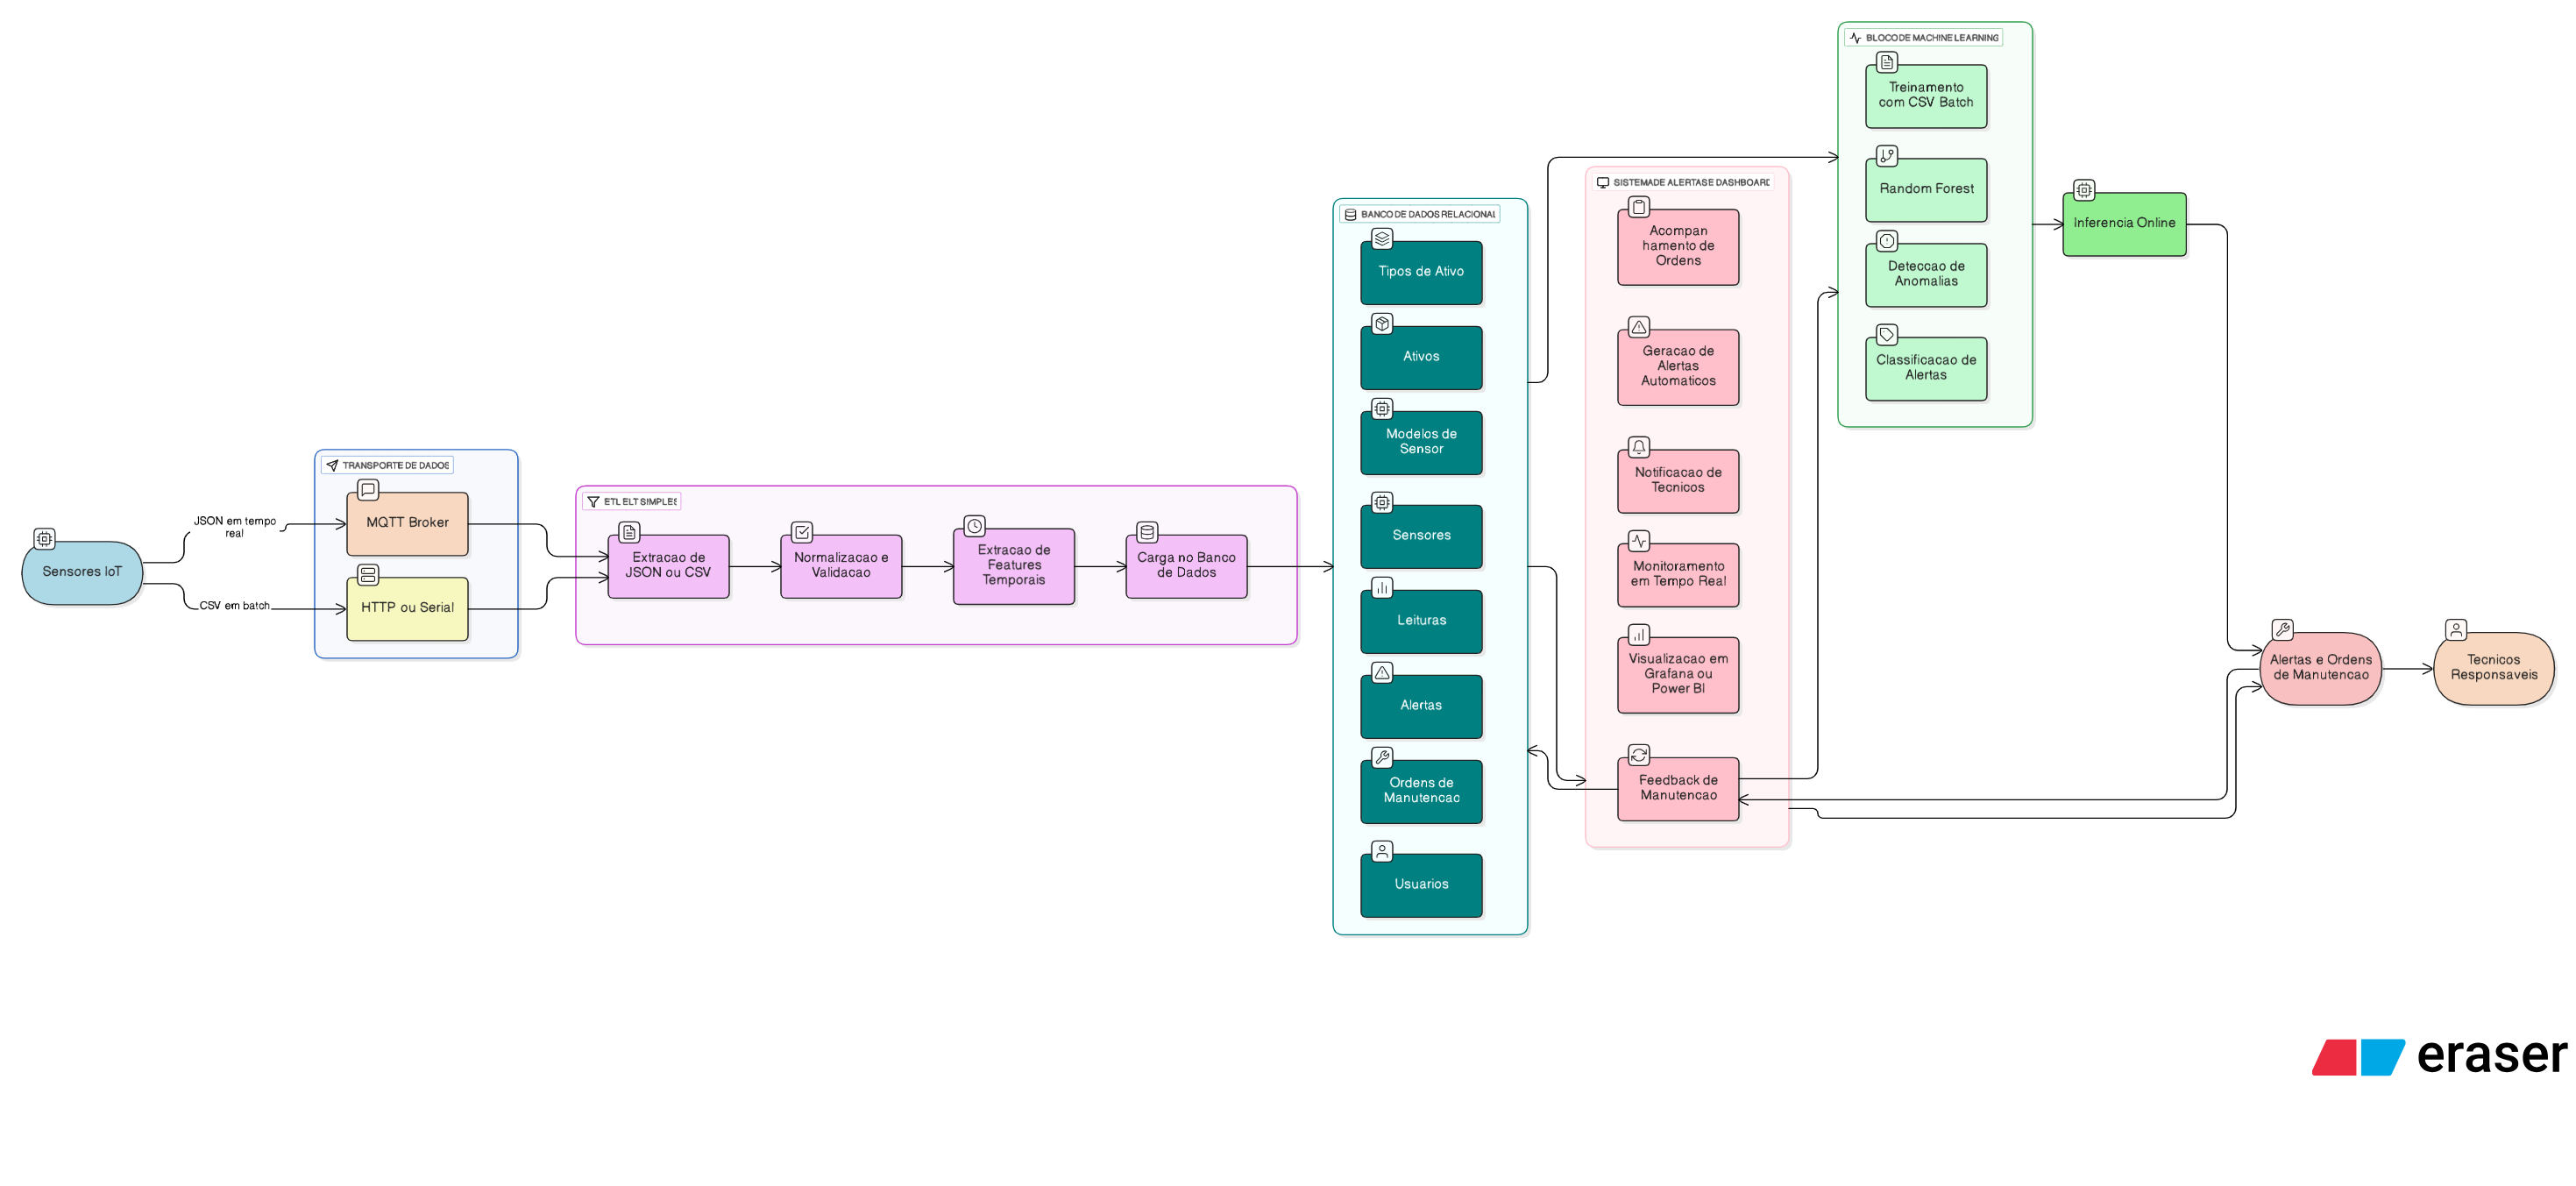 Sensores IoT
JSON em tempo
real
CSV em batch
TRANSPORTE DE DADOS
MQTT Broker
HTTP ou Serial
ETL ELT SIMPLES
Extracao de
JSON ou CSV
Normalizacao e
Validacao
Extracao de
Features
Temporais
Carga no Banco
de Dados
BANCO DE DADOS RELACIONAL
Tipos de Ativo
Ativos
Modelos de
Sensor
Sensores
Leituras
Alertas
Ordens de
Manutencao
Usuarios
SISTEMA DE ALERTAS E DASHBOARD
Acompan
hamento de
Ordens
Geracao de
Alertas
Automaticos
Notificacao de
Tecnicos
Monitoramento
em Tempo Real
Visualizacao em
Grafana ou
Power BI
Feedback de
Manutencao
BLOCO DE MACHINE LEARNING
Treinamento
com CSV Batch
Random Forest
Deteccao de
Anomalias
Classificacao de
Alertas
Inferencia Online
Alertas e Ordens
de Manutencao
Tecnicos
Responsaveis
eraser